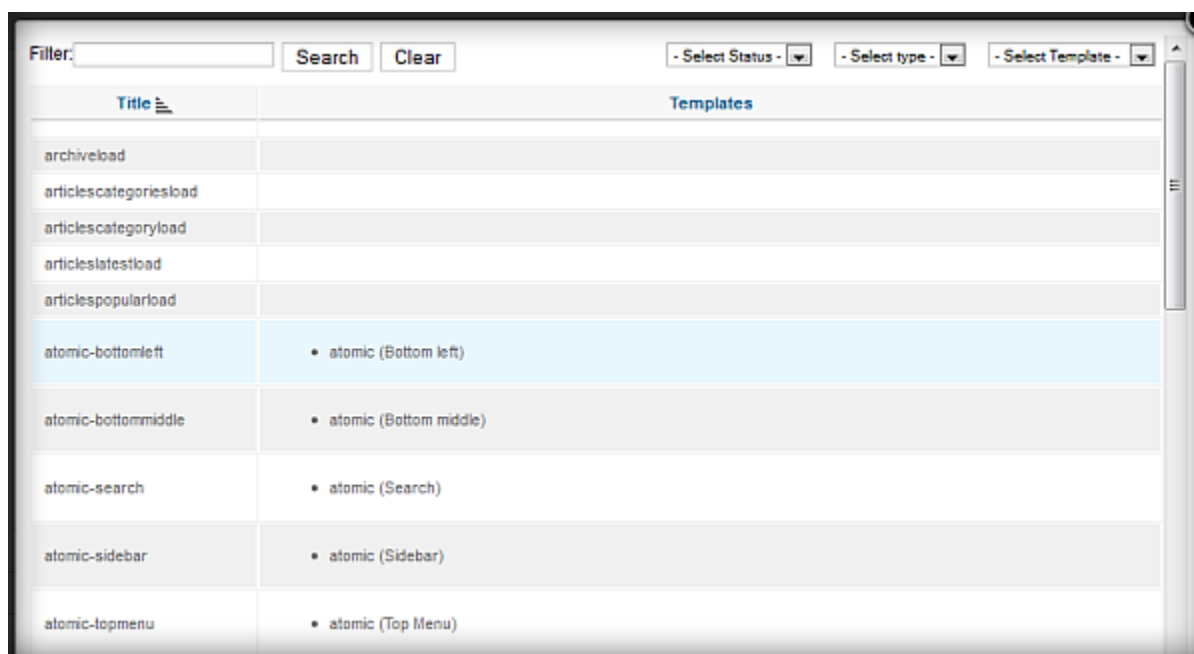 Filter: Search Clear - Select Status - - Select type - - Select Template -
Title Templates
archiveload
articlescategoriesload
articlescategoryload
articleslatestload
articlespopularload
atomic-bottomleft • atomic (Bottom left)
atomic-bottommiddle • atomic (Bottom middle)
atomic-search • atomic (Search)
atomic-sidebar • atomic (Sidebar)
atomic-topmenu • atomic (Top Menu)